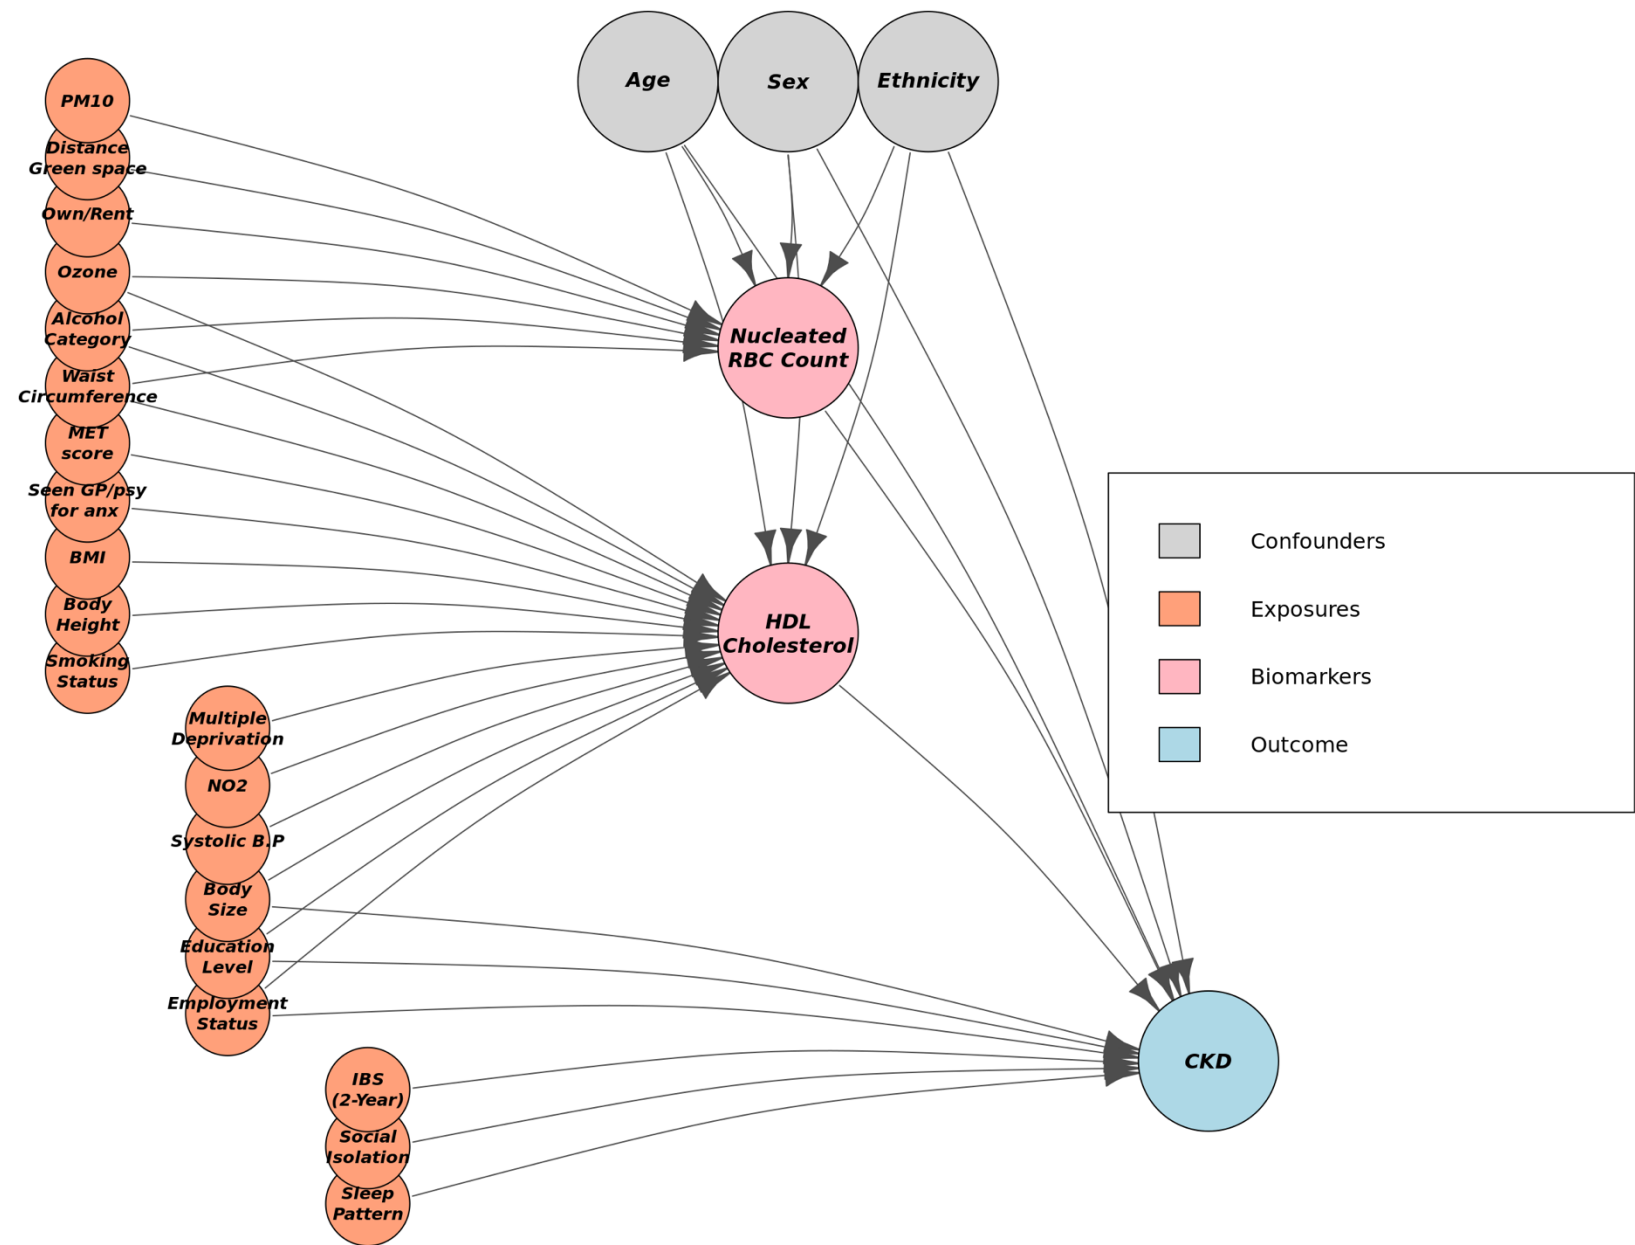 Age
Sex
Ethnicity
PM10
Distance
Green space
Own/Rent
Ozone
Alcohol
Category
Waist
Circumference
MET
score
Seen GP/psy
for anx
BMI
Body
Height
Smoking
Status
Nucleated
RBC Count
HDL
Cholesterol
Multiple
Deprivation
NO2
Systolic B.P
Body
Size
Education
Level
Employment
Status
IBS
(2-Year)
Social
Isolation
Sleep
Pattern
CKD
Confounders
Exposures
Biomarkers
Outcome